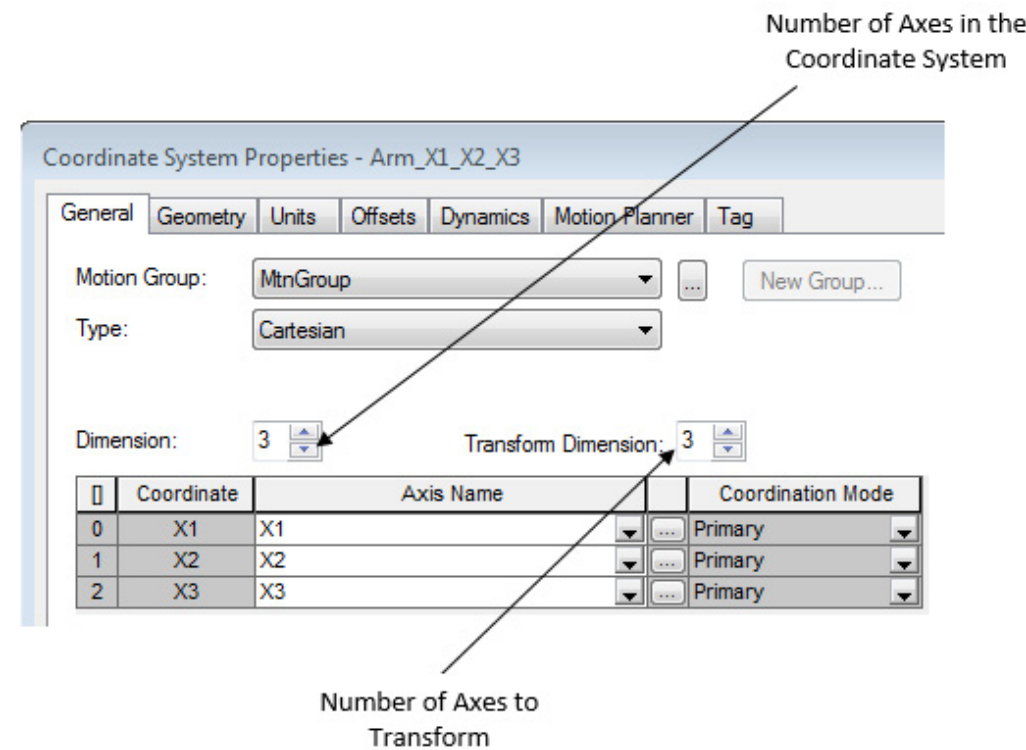 Number of Axes in the
Coordinate System
Coordinate System Properties - Arm_X1_X2_X3
General Geometry Units Offsets Dynamics Motion Planner Tag
Motion Group: MtnGroup ... New Group...
Type: Cartesian
Dimension: 3 Transform Dimension: 3
[] Coordinate Axis Name Coordination Mode
0 X1 X1 ... Primary
1 X2 X2 ... Primary
2 X3 X3 ... Primary
Number of Axes to
Transform